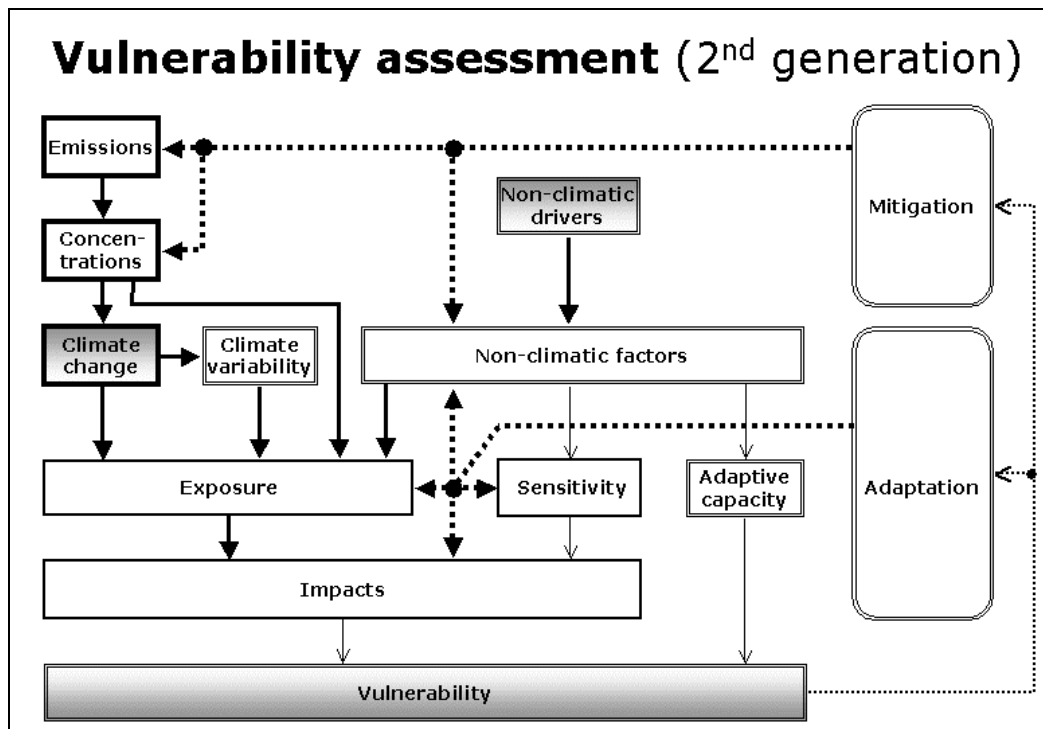 Vulnerability assessment (2nd generation)
Emissions
Non-climatic
drivers
Mitigation
Concen-
trations
Climate
change
Climate
variability
Non-climatic factors
Exposure
Sensitivity
Adaptive
capacity
Adaptation
Impacts
Vulnerability